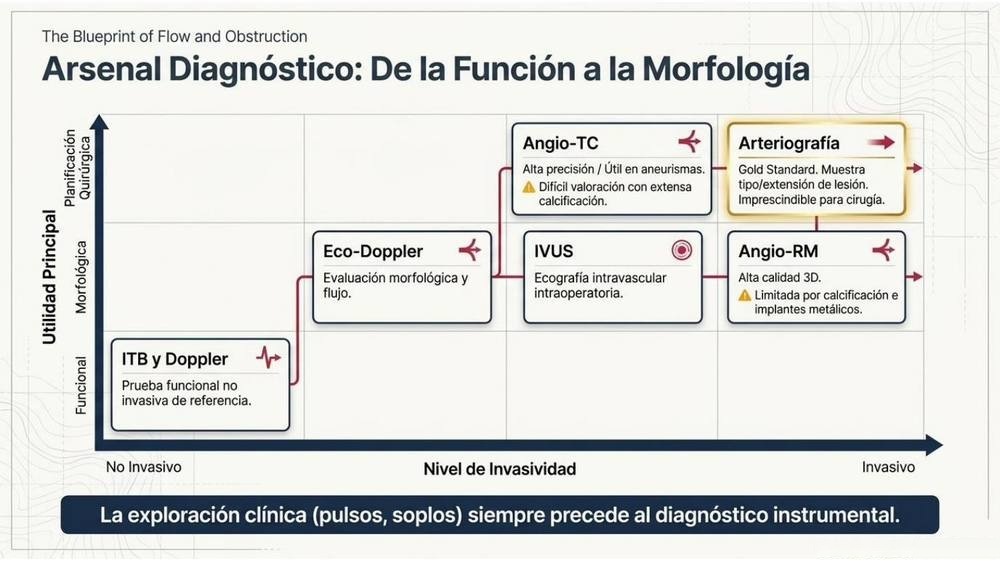 The Blueprint of Flow and Obstruction
Arsenal Diagnóstico: De la Función a la Morfología
Utilidad Principal
Planificación
Quirúrgica
Morfológica
Funcional
Angio-TC
Alta precisión / Útil en aneurismas.
Difícil valoración con extensa
calcificación.
Arteriografía
Gold Standard. Muestra
tipo/extensión de lesión.
Imprescindible para cirugía.
Eco-Doppler
Evaluación morfológica y
flujo.
IVUS
Ecografía intravascular
intraoperatoria.
Angio-RM
Alta calidad 3D.
Limitada por calcificación e
implantes metálicos.
ITB y Doppler
Prueba funcional no
invasiva de referencia.
No Invasivo
Nivel de Invasividad
Invasivo
La exploración clínica (pulsos, soplos) siempre precede al diagnóstico instrumental.